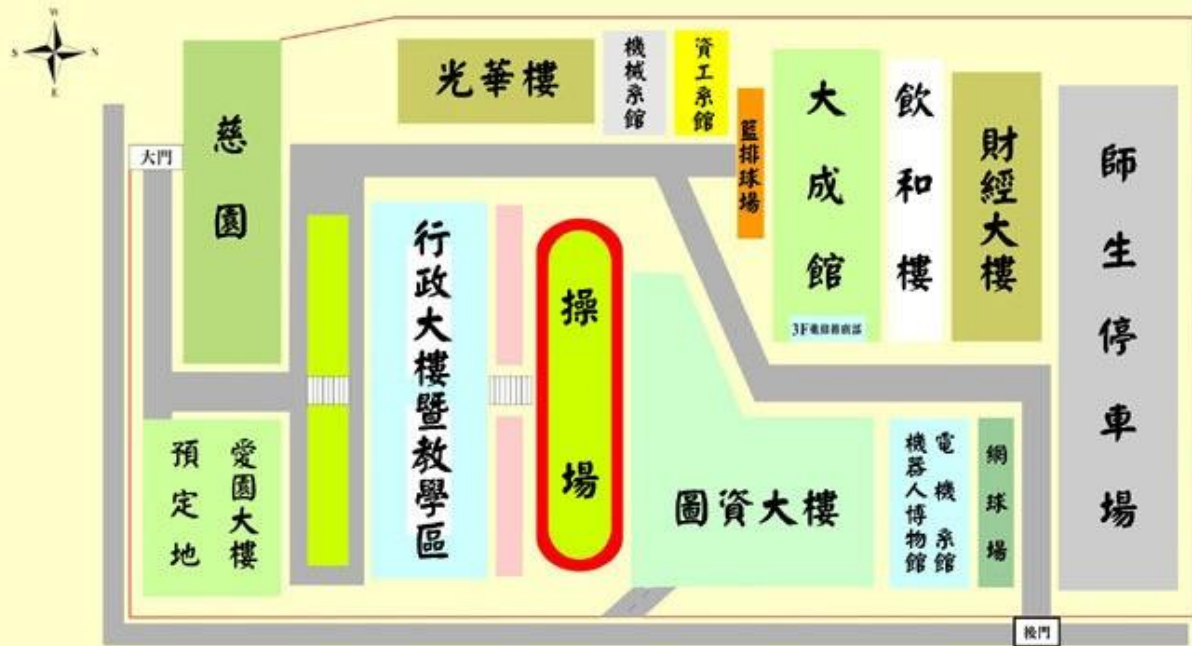 W
S
N
E
大門
慈園
光華樓
機械系館
資工系館
籃排球場
大成館
飲和樓
財經大樓
師生停車場
行政大樓暨教學區
操場
愛園大樓
預定地
圖資大樓
電機系館
機器人博物館
網球場
後門